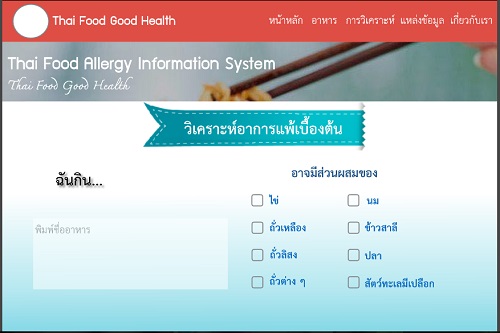 Thai Food Good Health
หน้าหลัก อาหาร การวิเคราะห์ แหล่งข้อมูล เกี่ยวกับเรา
Thai Food Allergy Information System
Thai Food Good Health
วิเคราะห์อาการแพ้เบื้องต้น
ฉันกิน...
พิมพ์ชื่ออาหาร
อาจมีส่วนผสมของ
ไข่ นม
ถั่วเหลือง ข้าวสาลี
ถั่วลิสง ปลา
ถั่วต่าง ๆ สัตว์ทะเลมีเปลือก